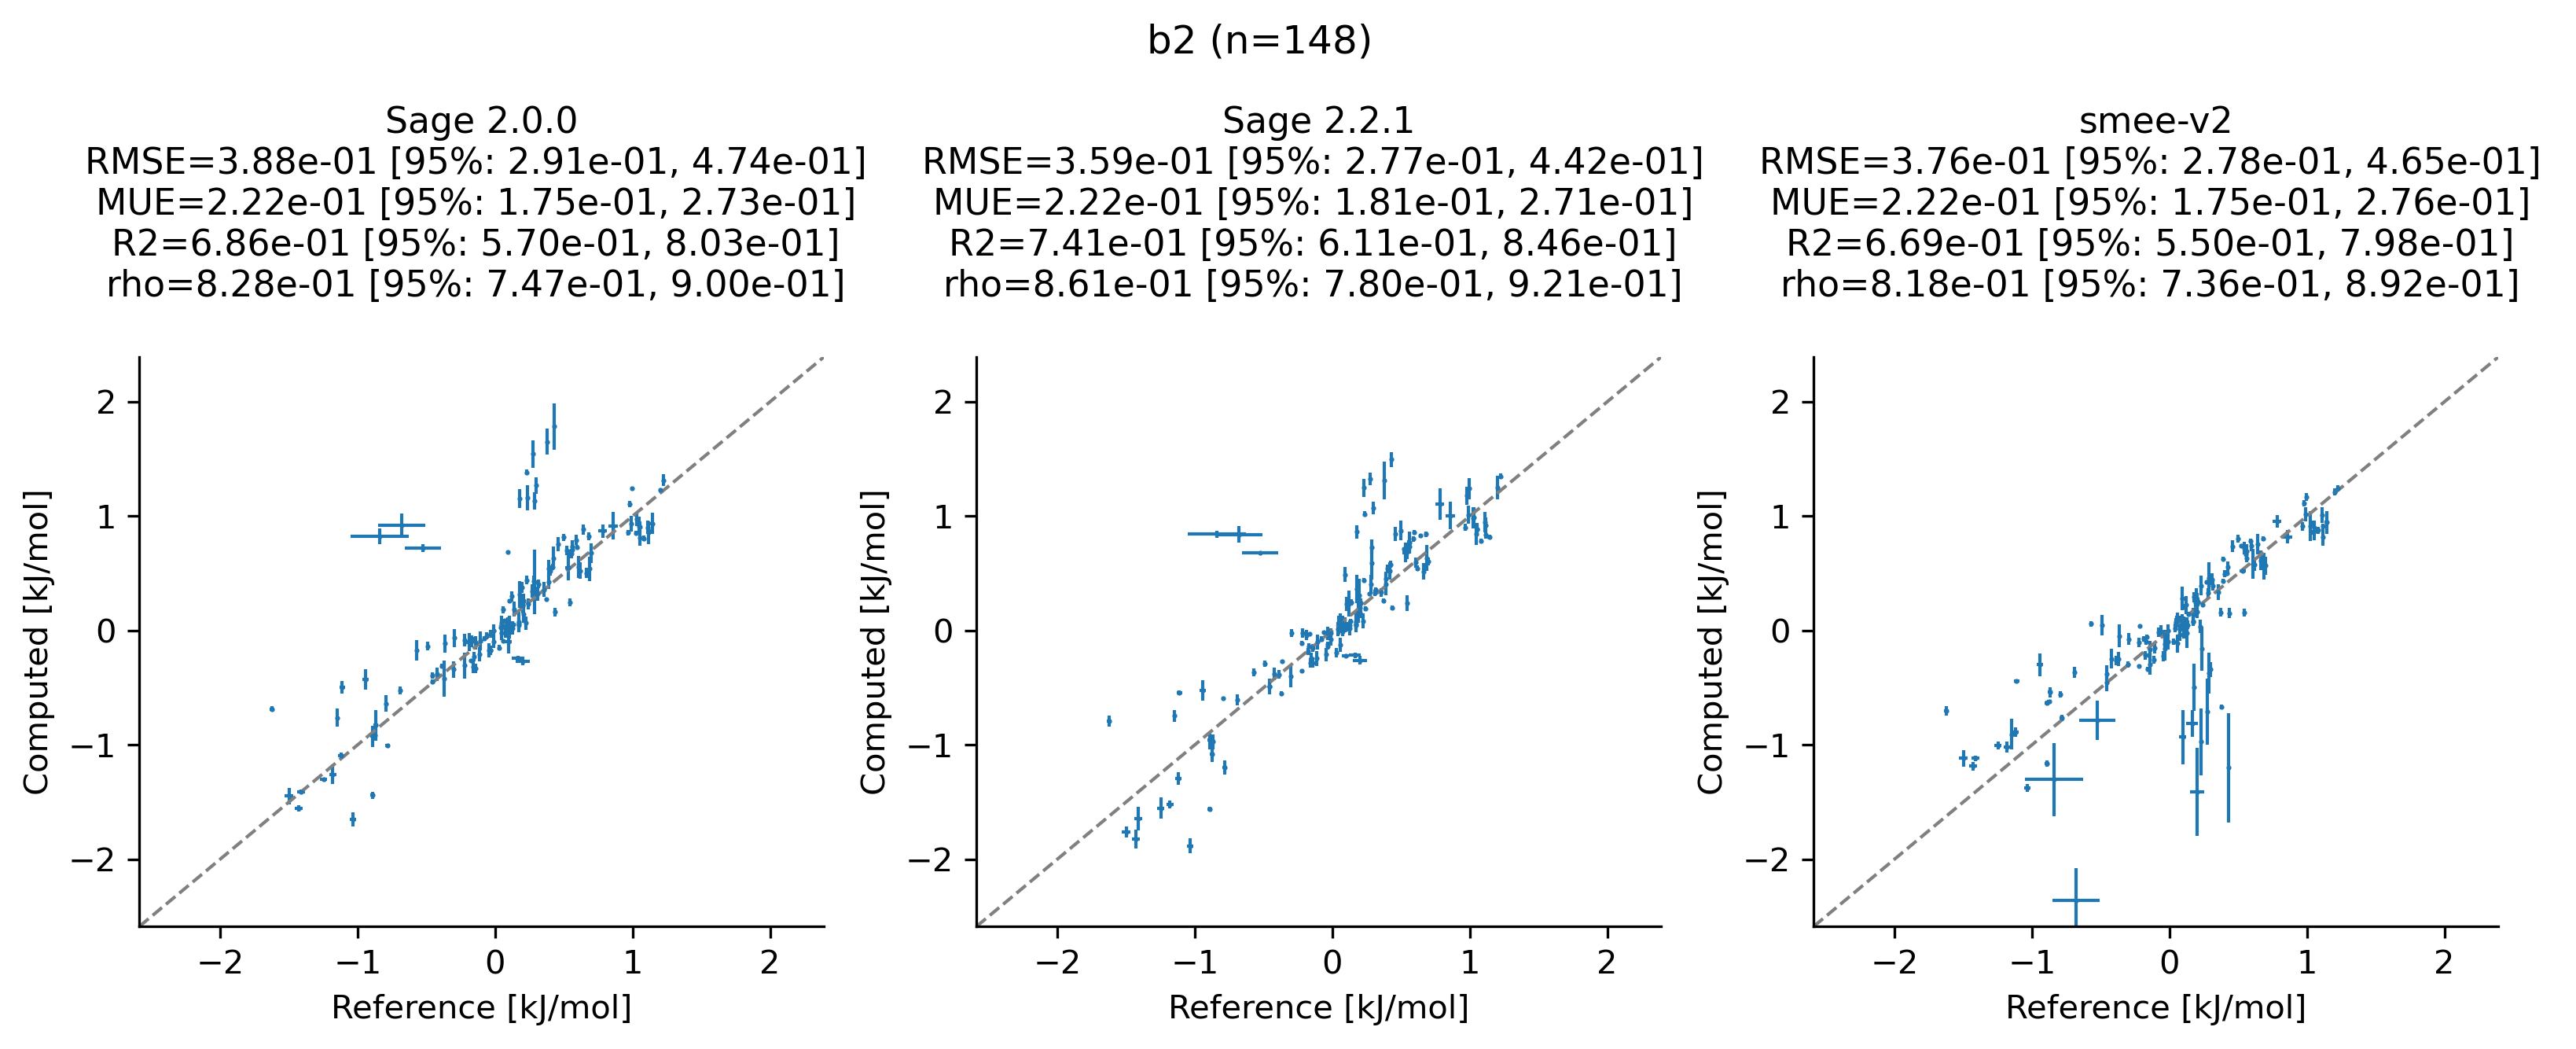 b2 (n=148)
Sage 2.0.0
RMSE=3.88e-01 [95%: 2.91e-01, 4.74e-01]
MUE=2.22e-01 [95%: 1.75e-01, 2.73e-01]
R2=6.86e-01 [95%: 5.70e-01, 8.03e-01]
rho=8.28e-01 [95%: 7.47e-01, 9.00e-01]
Computed [kJ/mol]
2
1
0
−1
−2
−2 −1 0 1 2
Reference [kJ/mol]
Sage 2.2.1
RMSE=3.59e-01 [95%: 2.77e-01, 4.42e-01]
MUE=2.22e-01 [95%: 1.81e-01, 2.71e-01]
R2=7.41e-01 [95%: 6.11e-01, 8.46e-01]
rho=8.61e-01 [95%: 7.80e-01, 9.21e-01]
Computed [kJ/mol]
2
1
0
−1
−2
−2 −1 0 1 2
Reference [kJ/mol]
smee-v2
RMSE=3.76e-01 [95%: 2.78e-01, 4.65e-01]
MUE=2.22e-01 [95%: 1.75e-01, 2.76e-01]
R2=6.69e-01 [95%: 5.50e-01, 7.98e-01]
rho=8.18e-01 [95%: 7.36e-01, 8.92e-01]
Computed [kJ/mol]
2
1
0
−1
−2
−2 −1 0 1 2
Reference [kJ/mol]